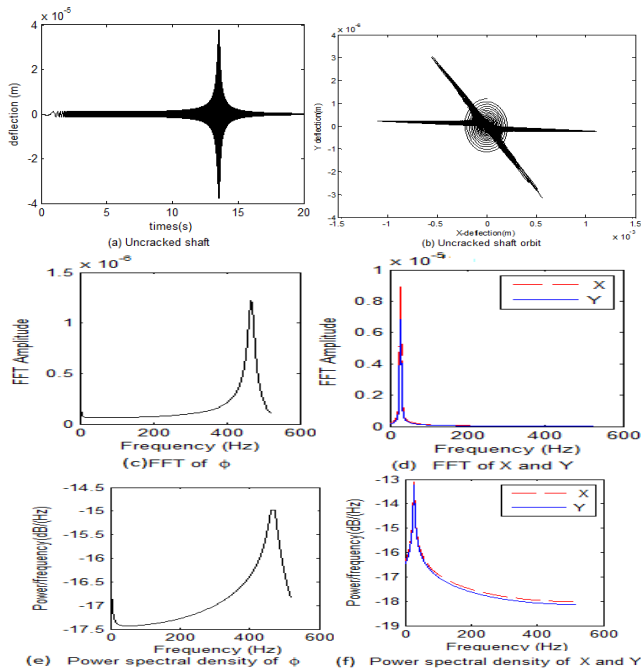 x 10⁻⁵
4
2
0
-2
-4
deflection (m)
0 5 10 15 20
times(s)
(a) Uncracked shaft
x 10⁻⁶
4
3
2
1
0
-1
-2
-3
-4
Y deflection(m)
-1.5 -1 -0.5 0 0.5 1 1.5
X-deflection(m)
x 10⁻³
(b) Uncracked shaft orbit
x 10⁻⁶
1.5
1
0.5
0
FFT Amplitude
0 200 400 600
Frequency (Hz)
(c)FFT of ϕ
x 10⁻⁵
1
0.8
0.6
0.4
0.2
0
FFT Amplitude
X
Y
0 200 400 600
Frequency (Hz)
(d) FFT of X and Y
-14.5
-15
-15.5
-16
-16.5
-17
-17.5
Power/frequency(dB/(Hz)
0 200 400 600
Frequency (Hz)
(e) Power spectral density of ϕ
-13
-14
-15
-16
-17
-18
-19
Power/frequency(dB/(Hz)
X
Y
0 200 400 600
Frequency (Hz)
(f) Power spectral density of X and Y